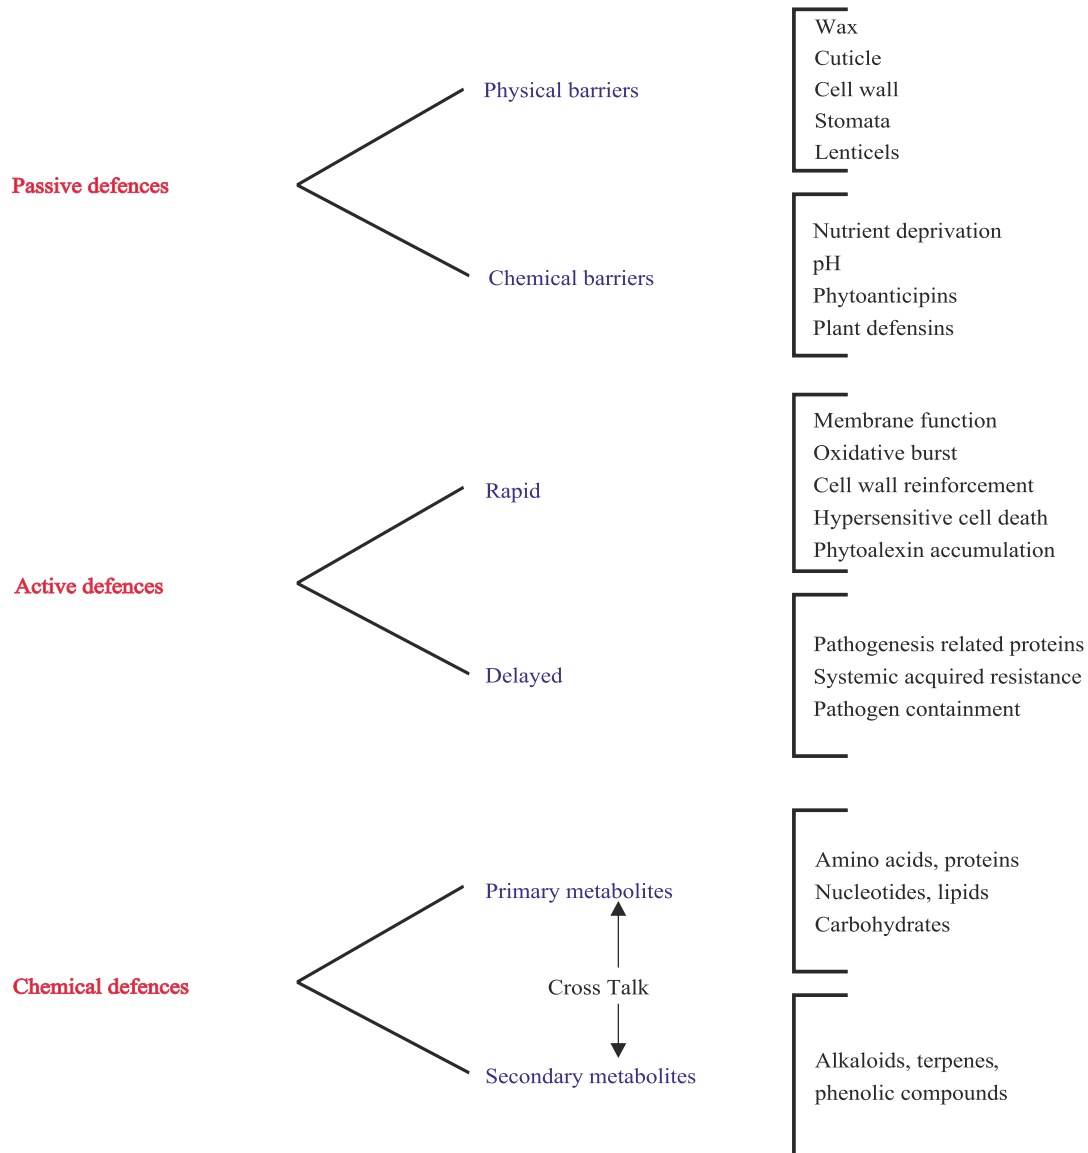 Passive defences
Physical barriers
Wax
Cuticle
Cell wall
Stomata
Lenticels
Chemical barriers
Nutrient deprivation
pH
Phytoanticipins
Plant defensins
Active defences
Rapid
Membrane function
Oxidative burst
Cell wall reinforcement
Hypersensitive cell death
Phytoalexin accumulation
Delayed
Pathogenesis related proteins
Systemic acquired resistance
Pathogen containment
Chemical defences
Primary metabolites
Amino acids, proteins
Nucleotides, lipids
Carbohydrates
Cross Talk
Secondary metabolites
Alkaloids, terpenes,
phenolic compounds